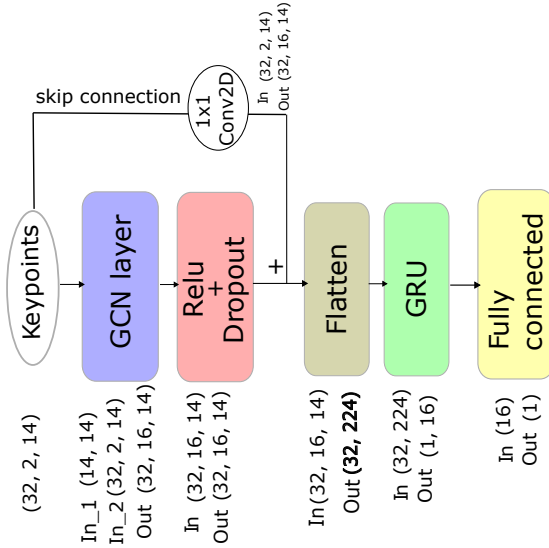 skip connection
1x1
Conv2D
In (32, 2, 14)
Out (32, 16, 14)
Keypoints
GCN layer
Relu
+
Dropout
+
Flatten
GRU
Fully
connected
(32, 2, 14)
In_1 (14, 14)
In_2 (32, 2, 14)
Out (32, 16, 14)
In (32, 16, 14)
Out (32, 16, 14)
In(32, 16, 14)
Out (32, 224)
In (32, 224)
Out (1, 16)
In (16)
Out (1)